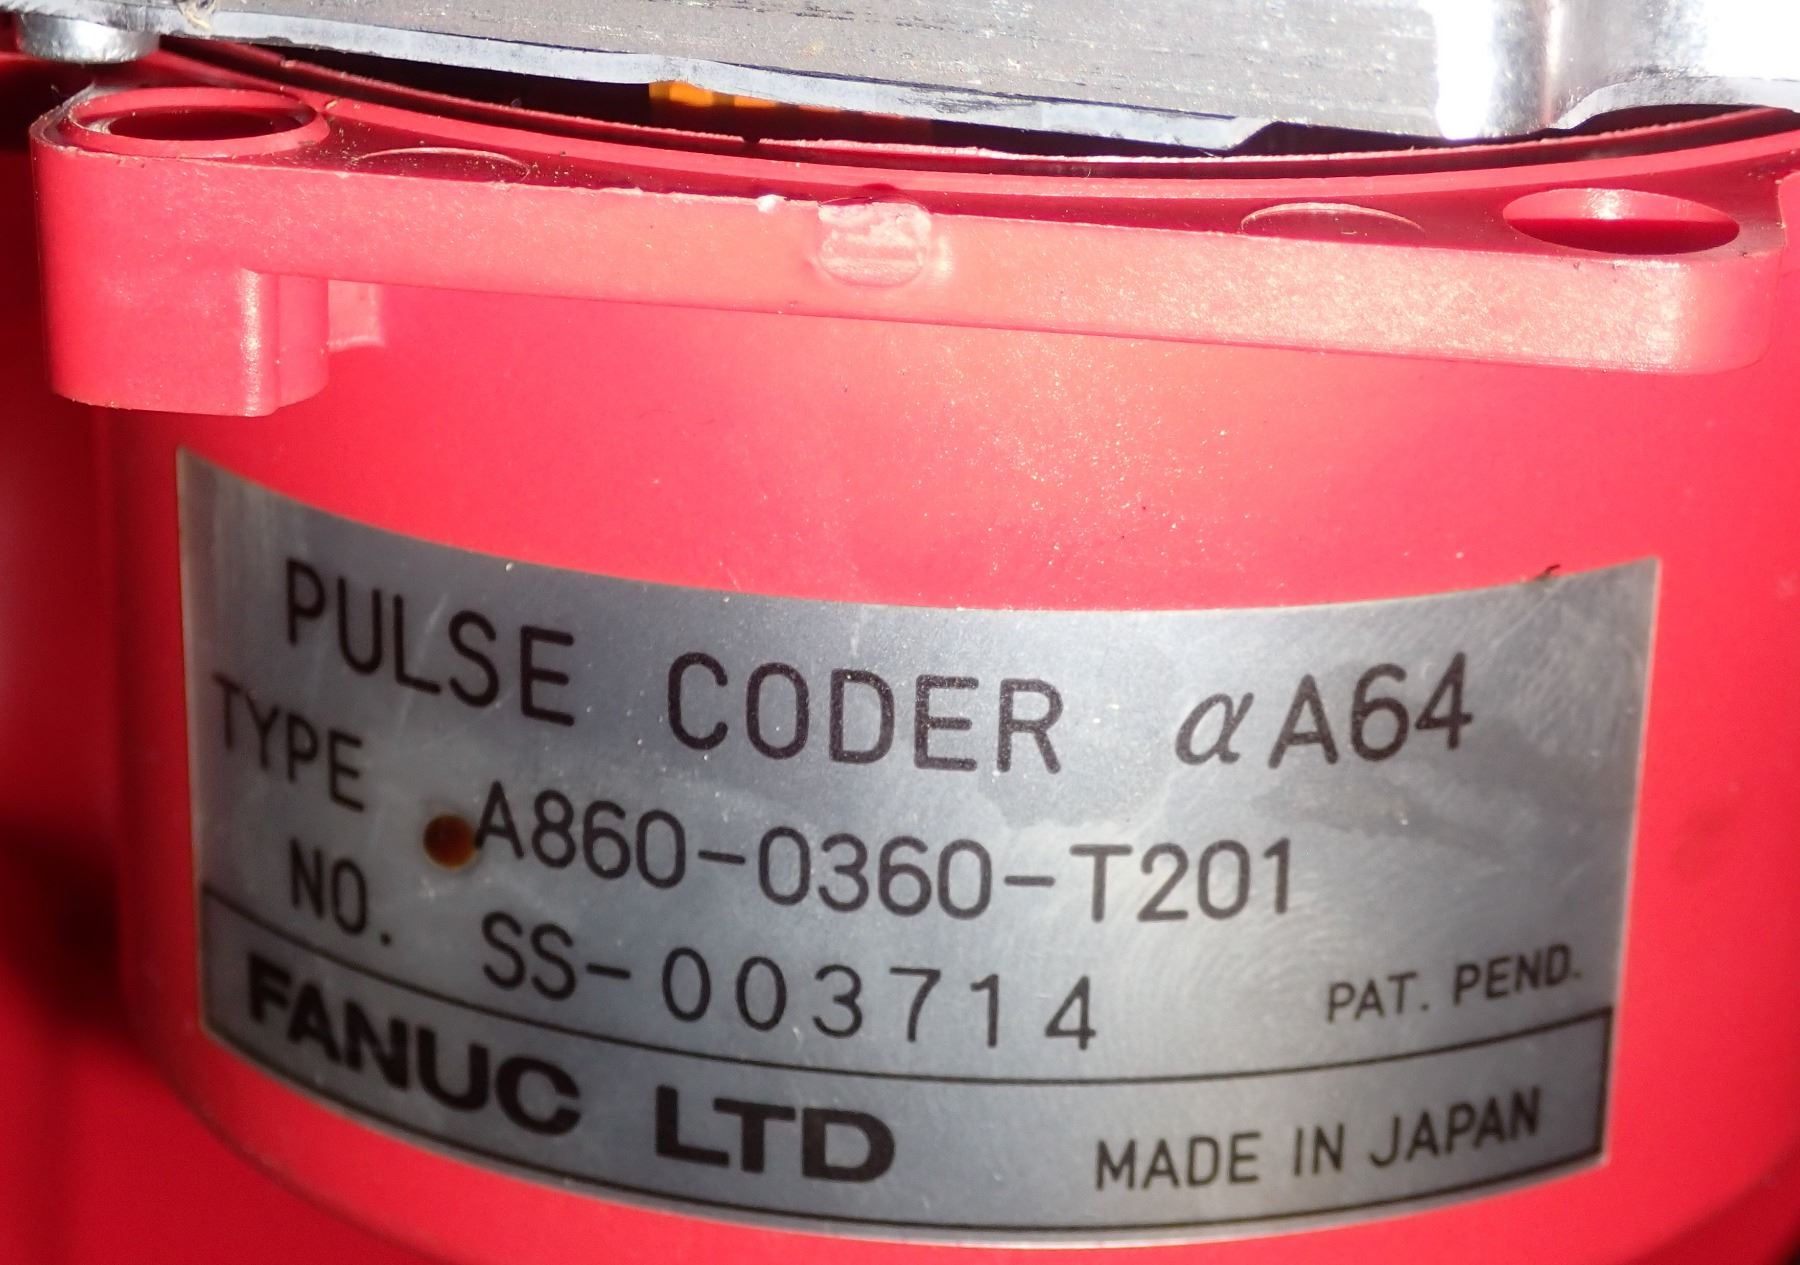 PULSE CODER αA64
TYPE A860-0360-T201
NO. SS-003714
PAT. PEND.
FANUC LTD MADE IN JAPAN